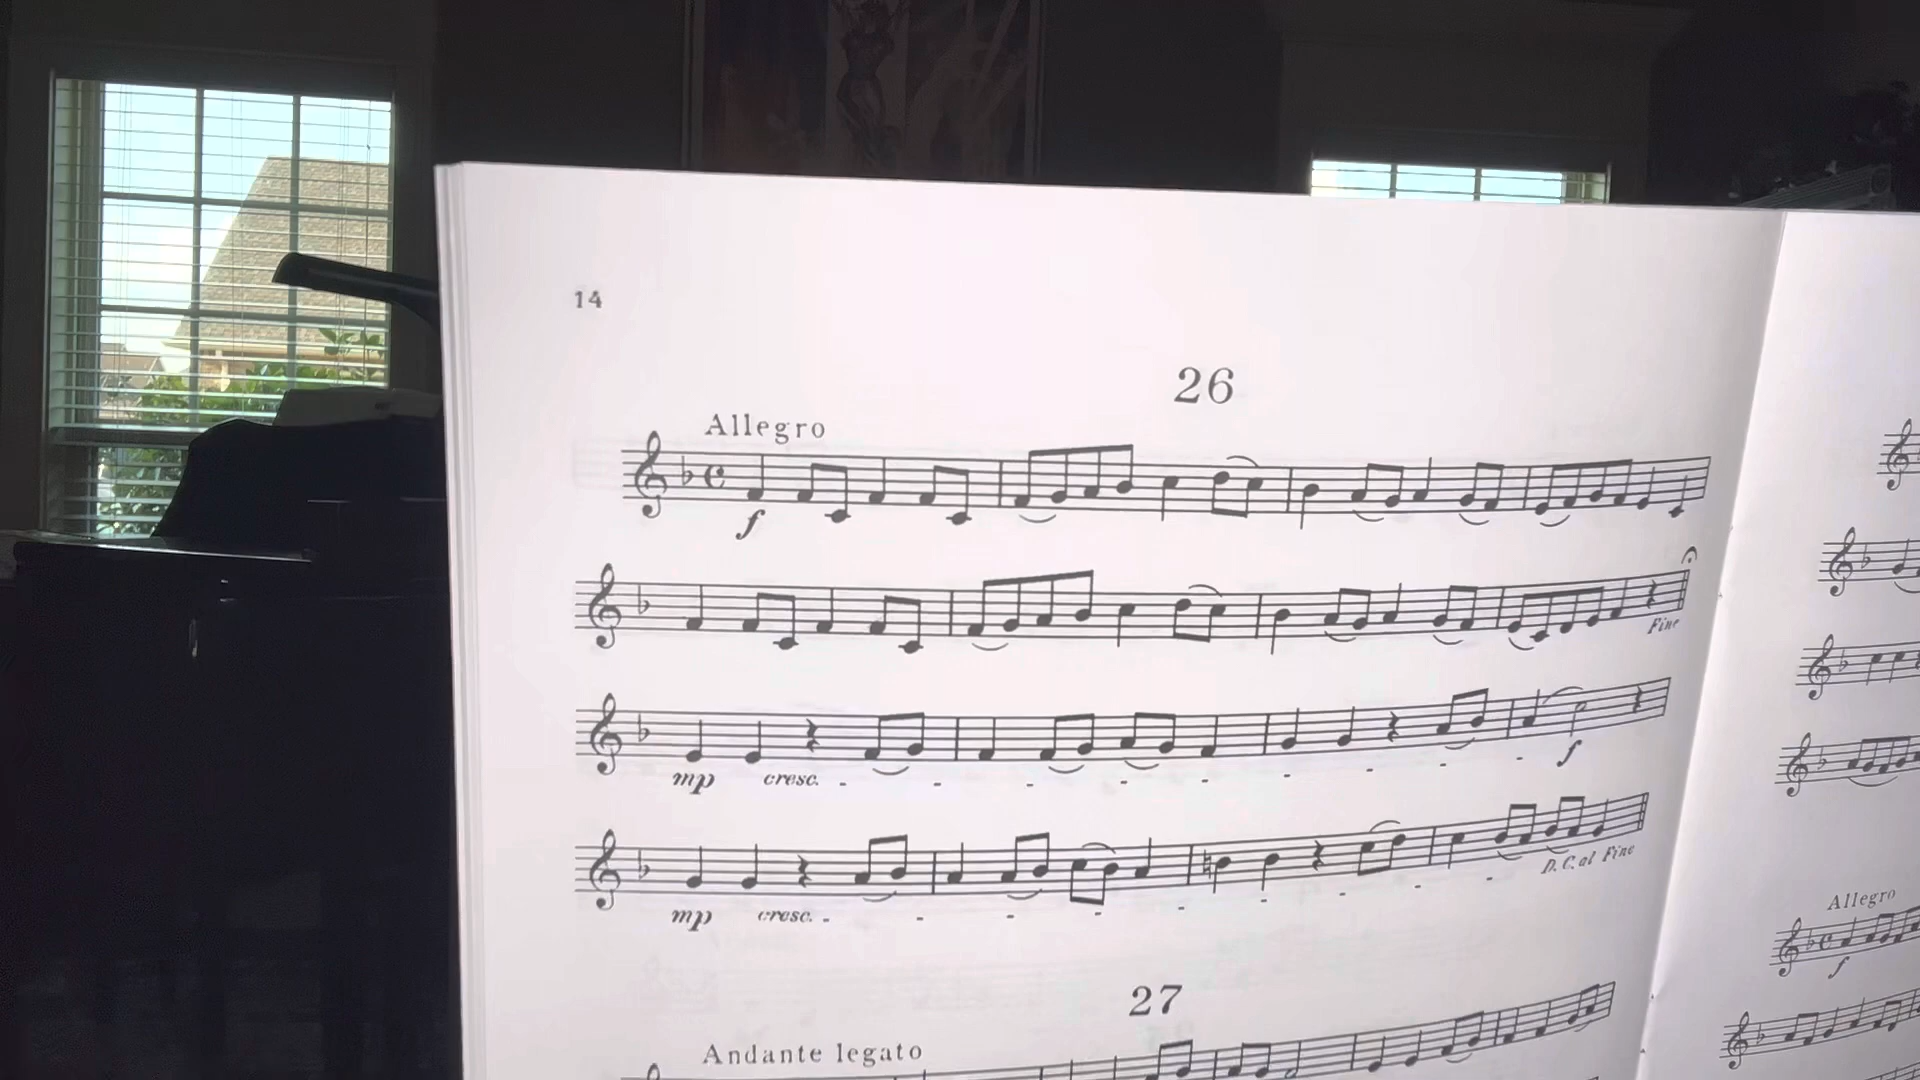 14
26
Allegro
f
Fine
mp cresc. - - - - - - - - - f
D. C. al Fine
mp cresc. - - - - - - - - -
27
Andante legato
Allegro
f